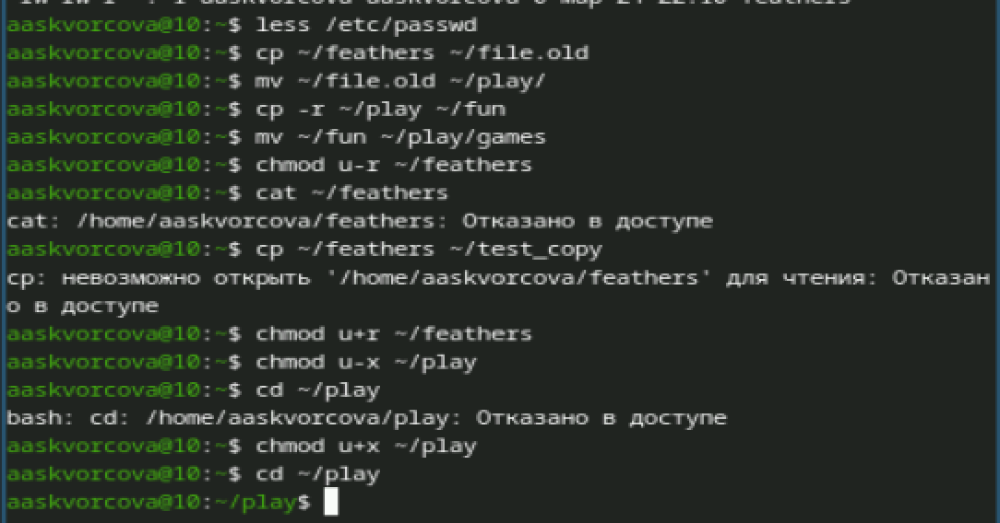 aaskvorcova@10:~$ less /etc/passwd
aaskvorcova@10:~$ cp ~/feathers ~/file.old
aaskvorcova@10:~$ mv ~/file.old ~/play/
aaskvorcova@10:~$ cp -r ~/play ~/fun
aaskvorcova@10:~$ mv ~/fun ~/play/games
aaskvorcova@10:~$ chmod u-r ~/feathers
aaskvorcova@10:~$ cat ~/feathers
cat: /home/aaskvorcova/feathers: Отказано в доступе
aaskvorcova@10:~$ cp ~/feathers ~/test_copy
cp: невозможно открыть '/home/aaskvorcova/feathers' для чтения: Отказан
о в доступе
aaskvorcova@10:~$ chmod u+r ~/feathers
aaskvorcova@10:~$ chmod u-x ~/play
aaskvorcova@10:~$ cd ~/play
bash: cd: /home/aaskvorcova/play: Отказано в доступе
aaskvorcova@10:~$ chmod u+x ~/play
aaskvorcova@10:~$ cd ~/play
aaskvorcova@10:~/play$